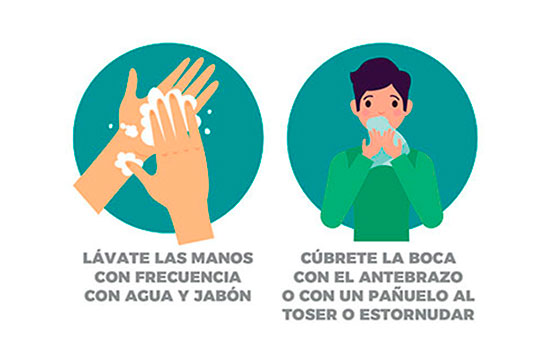 LÁVATE LAS MANOS
CON FRECUENCIA
CON AGUA Y JABÓN
CÚBRETE LA BOCA
CON EL ANTEBRAZO
O CON UN PAÑUELO AL
TOSER O ESTORNUDAR